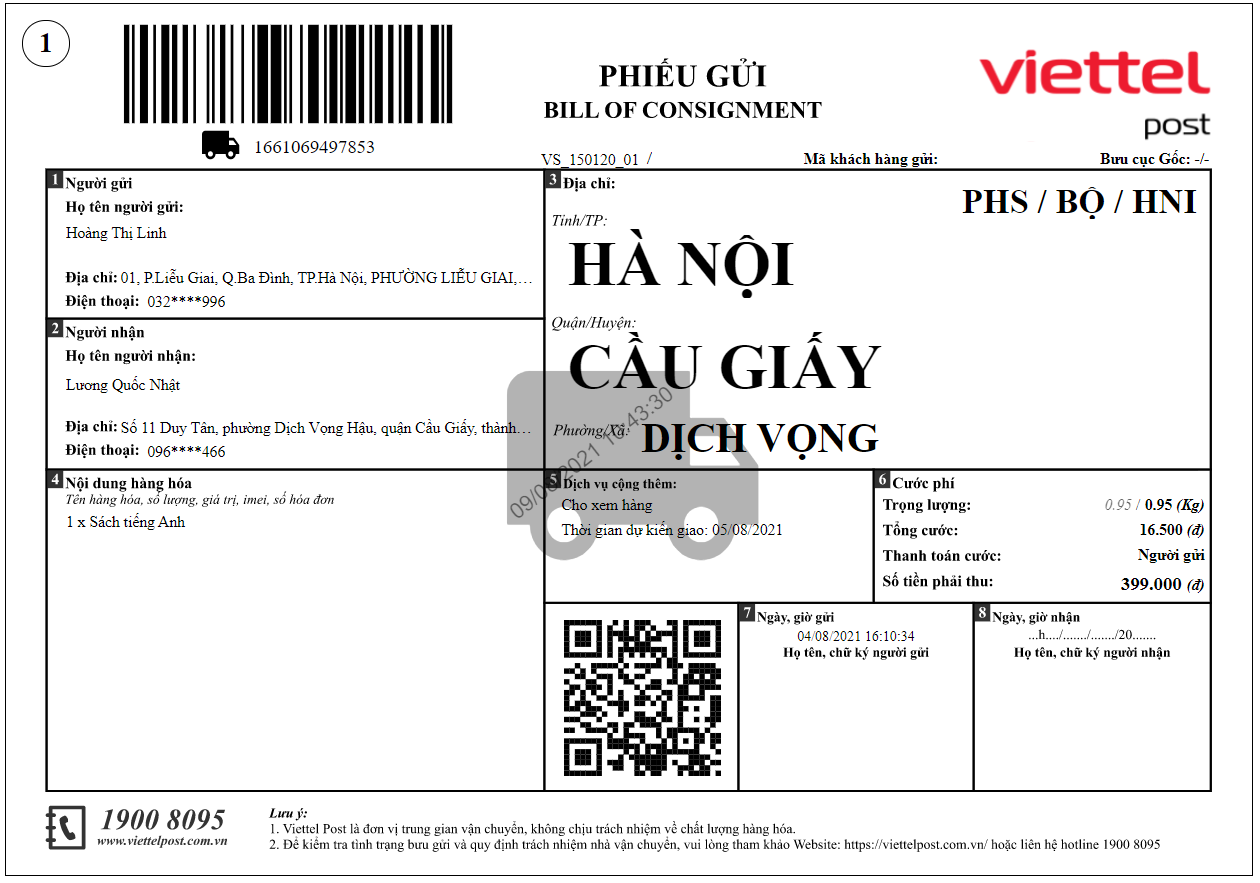 1
PHIẾU GỬI
BILL OF CONSIGNMENT
viettel
post
1661069497853
VS_150120_01 /
Mã khách hàng gửi:
Bưu cục Gốc: -/-
1 Người gửi
Họ tên người gửi:
Hoàng Thị Linh
Địa chỉ: 01, P.Liễu Giai, Q.Ba Đình, TP.Hà Nội, PHƯỜNG LIỄU GIAI,...
Điện thoại: 032****996
2 Người nhận
Họ tên người nhận:
Lương Quốc Nhật
Địa chỉ: Số 11 Duy Tân, phường Dịch Vọng Hậu, quận Cầu Giấy, thành...
Điện thoại: 096****466
3 Địa chỉ:
PHS / BỘ / HNI
Tỉnh/TP:
HÀ NỘI
Quận/Huyện:
CẦU GIẤY
Phường/Xã:
DỊCH VỌNG
4 Nội dung hàng hóa
Tên hàng hóa, số lượng, giá trị, imei, số hóa đơn
1 x Sách tiếng Anh
5 Dịch vụ cộng thêm:
Cho xem hàng
Thời gian dự kiến giao: 05/08/2021
6 Cước phí
Trọng lượng: 0.95 / 0.95 (Kg)
Tổng cước: 16.500 (đ)
Thanh toán cước: Người gửi
Số tiền phải thu: 399.000 (đ)
7 Ngày, giờ gửi
04/08/2021 16:10:34
Họ tên, chữ ký người gửi
8 Ngày, giờ nhận
...h..../......./......./20.......
Họ tên, chữ ký người nhận
1900 8095
www.viettelpost.com.vn
Lưu ý:
1. Viettel Post là đơn vị trung gian vận chuyển, không chịu trách nhiệm về chất lượng hàng hóa.
2. Để kiểm tra tình trạng bưu gửi và quy định trách nhiệm nhà vận chuyển, vui lòng tham khảo Website: https://viettelpost.com.vn/ hoặc liên hệ hotline 1900 8095